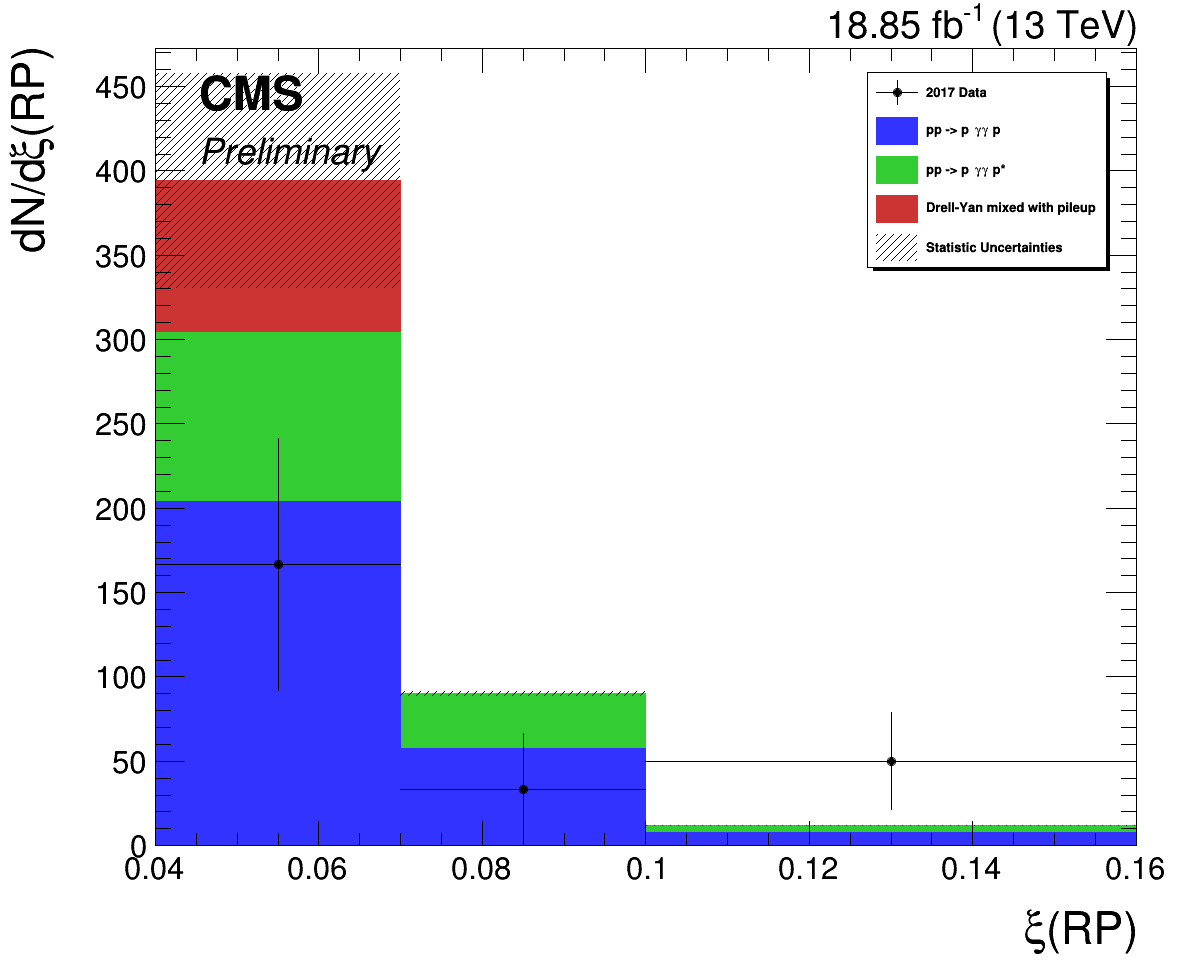 18.85 fb-1 (13 TeV)
dN/dξ(RP)
CMS
Preliminary
2017 Data
pp -> p γγ p
pp -> p γγ p*
Drell-Yan mixed with pileup
Statistic Uncertainties
450
400
350
300
250
200
150
100
50
0
0.04 0.06 0.08 0.1 0.12 0.14 0.16
ξ(RP)